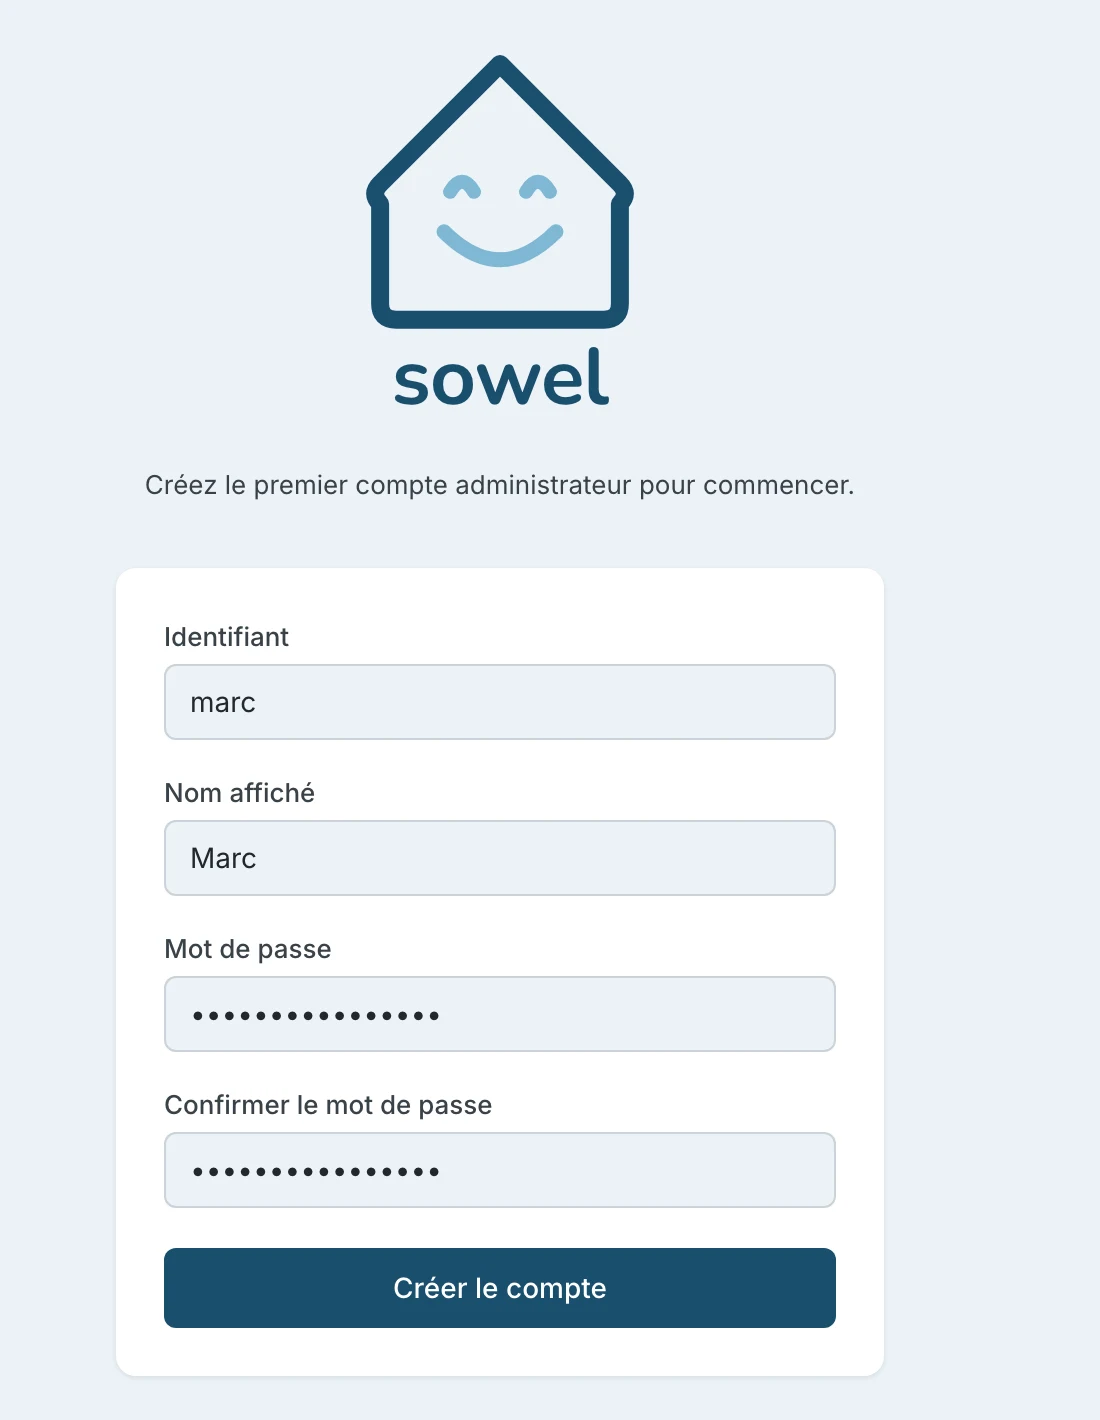 sowel
Créez le premier compte administrateur pour commencer.
Identifiant
marc
Nom affiché
Marc
Mot de passe
••••••••••••••••
Confirmer le mot de passe
••••••••••••••••
Créer le compte